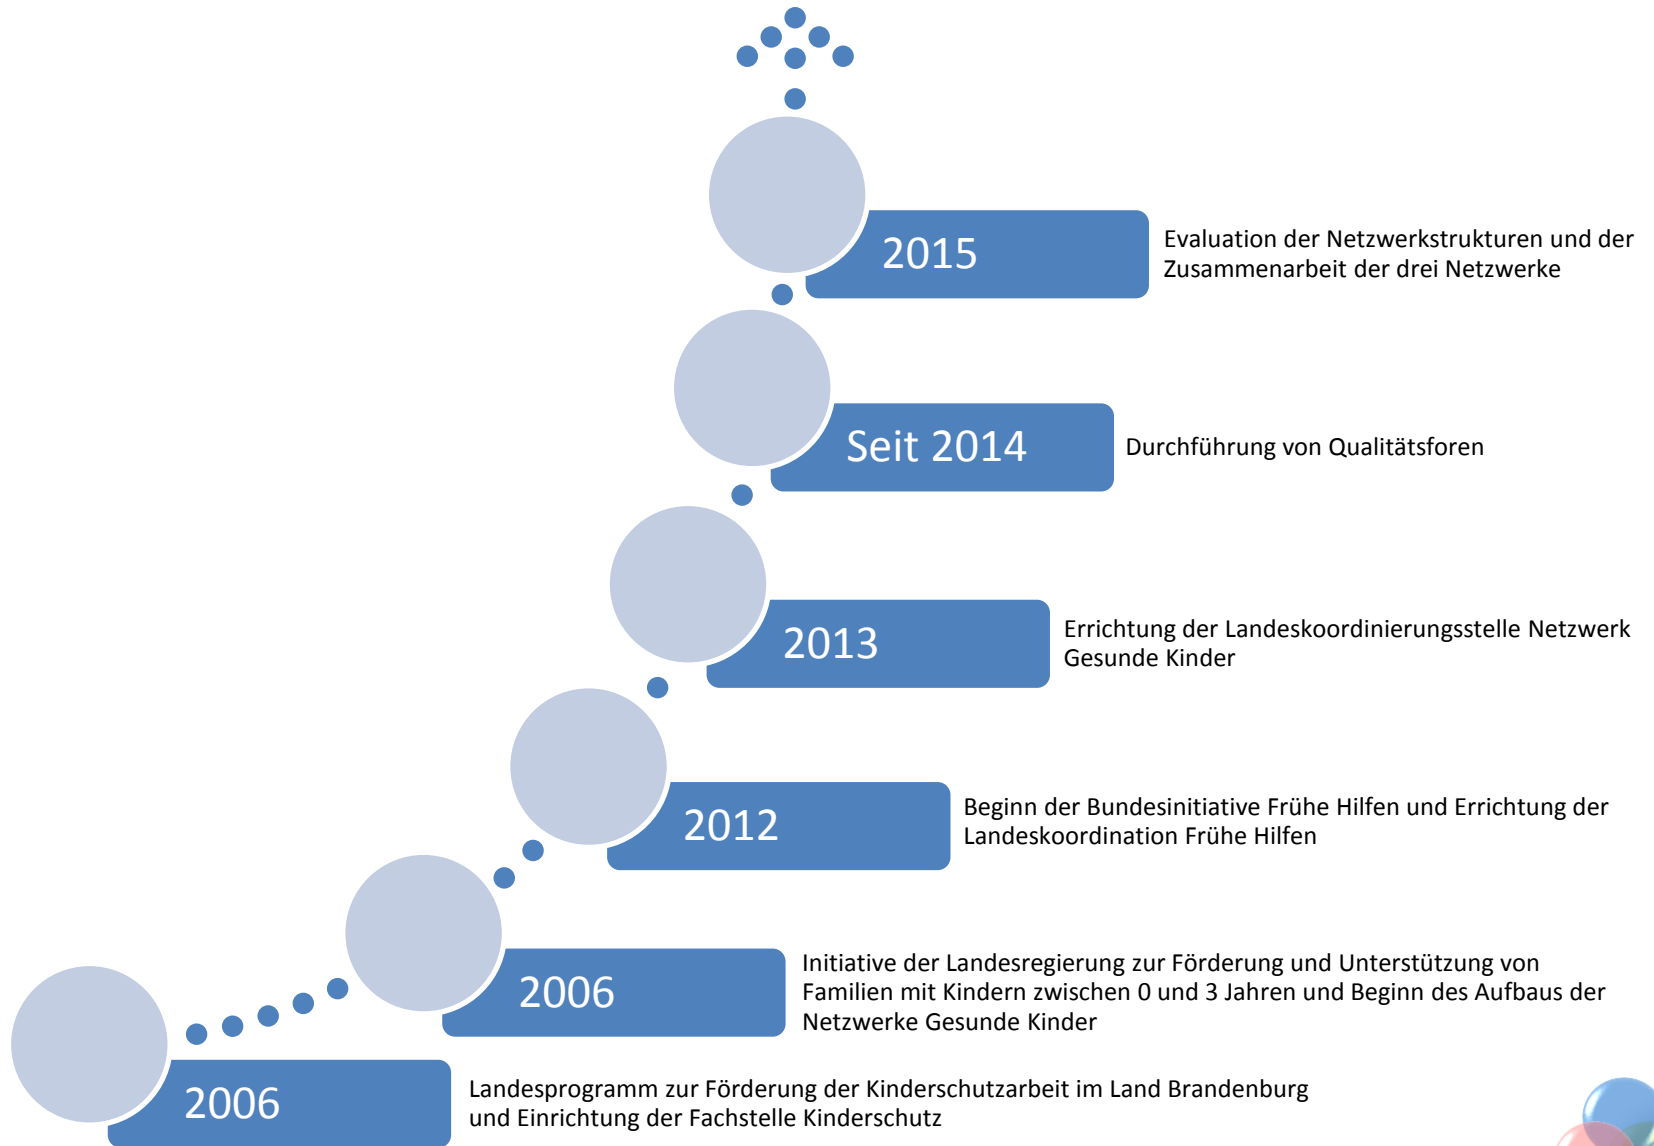 2015
Evaluation der Netzwerkstrukturen und der
Zusammenarbeit der drei Netzwerke
Seit 2014
Durchführung von Qualitätsforen
2013
Errichtung der Landeskoordinierungsstelle Netzwerk
Gesunde Kinder
2012
Beginn der Bundesinitiative Frühe Hilfen und Errichtung der
Landeskoordination Frühe Hilfen
2006
Initiative der Landesregierung zur Förderung und Unterstützung von
Familien mit Kindern zwischen 0 und 3 Jahren und Beginn des Aufbaus der
Netzwerke Gesunde Kinder
2006
Landesprogramm zur Förderung der Kinderschutzarbeit im Land Brandenburg
und Einrichtung der Fachstelle Kinderschutz